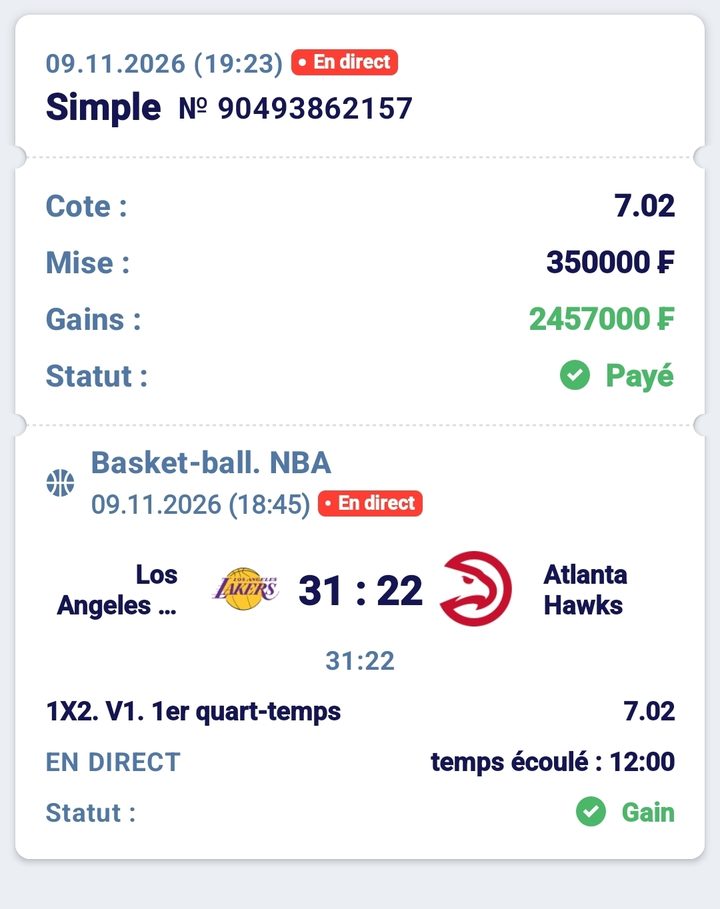 09.11.2026 (19:23) • En direct
Simple № 90493862157
Cote : 7.02
Mise : 350000 ₣
Gains : 2457000 ₣
Statut : Payé
Basket-ball. NBA
09.11.2026 (18:45) • En direct
Los Angeles ... LOS ANGELES LAKERS 31 : 22 Atlanta Hawks
31:22
1X2. V1. 1er quart-temps 7.02
EN DIRECT temps écoulé : 12:00
Statut : Gain